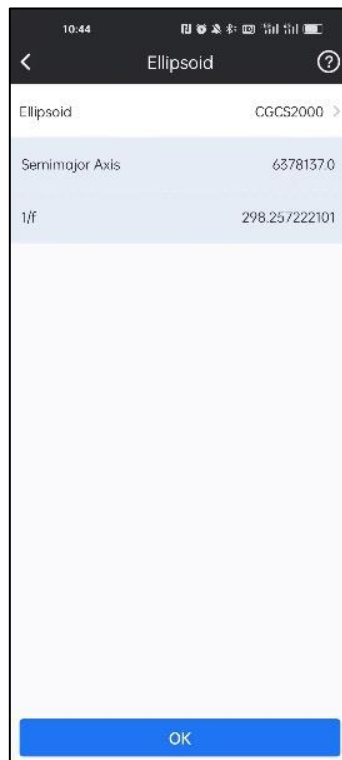 10:44
Ellipsoid
Ellipsoid CGCS2000
Semimajor Axis 6378137.0
1/f 298.257222101
OK